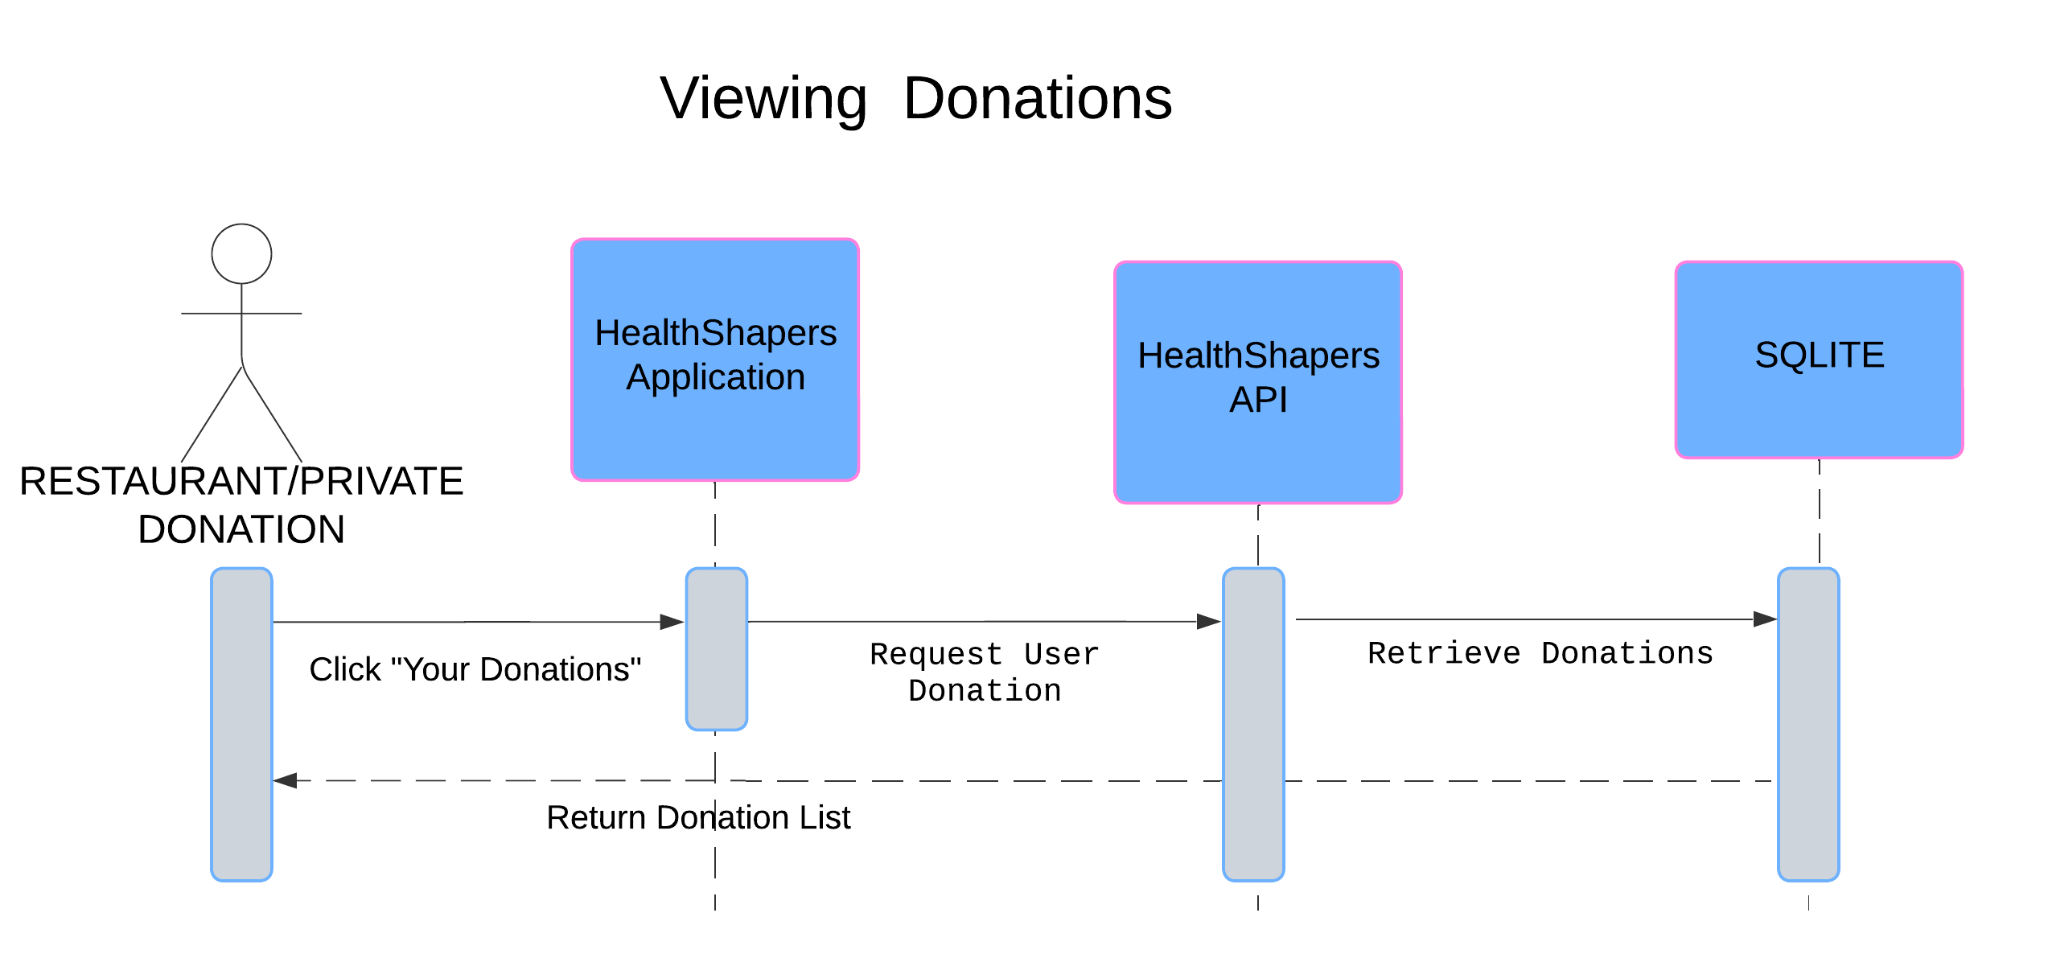 Viewing  Donations
HealthShapers
Application
HealthShapers
API
SQLITE
RESTAURANT/PRIVATE
DONATION
Click "Your Donations"
Request User
Donation
Retrieve Donations
Return Donation List